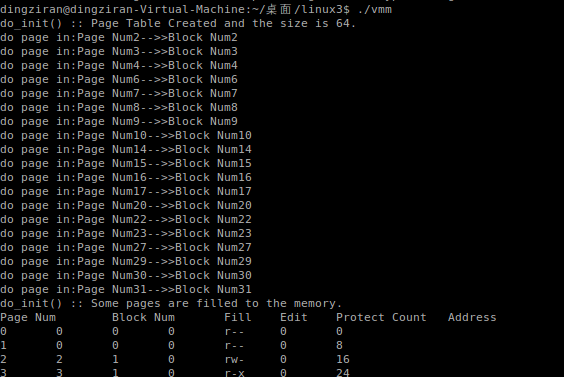 dingziran@dingziran-Virtual-Machine:~/桌面/linux3$ ./vmm
do_init() :: Page Table Created and the size is 64.
do page in:Page Num2-->>Block Num2
do page in:Page Num3-->>Block Num3
do page in:Page Num4-->>Block Num4
do page in:Page Num6-->>Block Num6
do page in:Page Num7-->>Block Num7
do page in:Page Num8-->>Block Num8
do page in:Page Num9-->>Block Num9
do page in:Page Num10-->>Block Num10
do page in:Page Num14-->>Block Num14
do page in:Page Num15-->>Block Num15
do page in:Page Num16-->>Block Num16
do page in:Page Num17-->>Block Num17
do page in:Page Num20-->>Block Num20
do page in:Page Num22-->>Block Num22
do page in:Page Num23-->>Block Num23
do page in:Page Num27-->>Block Num27
do page in:Page Num29-->>Block Num29
do page in:Page Num30-->>Block Num30
do page in:Page Num31-->>Block Num31
do_init() :: Some pages are filled to the memory.
Page Num Block Num Fill Edit Protect Count Address
0 0 0 0 r-- 0 0
1 0 0 0 r-- 0 8
2 2 1 0 rw- 0 16
3 3 1 0 r-x 0 24